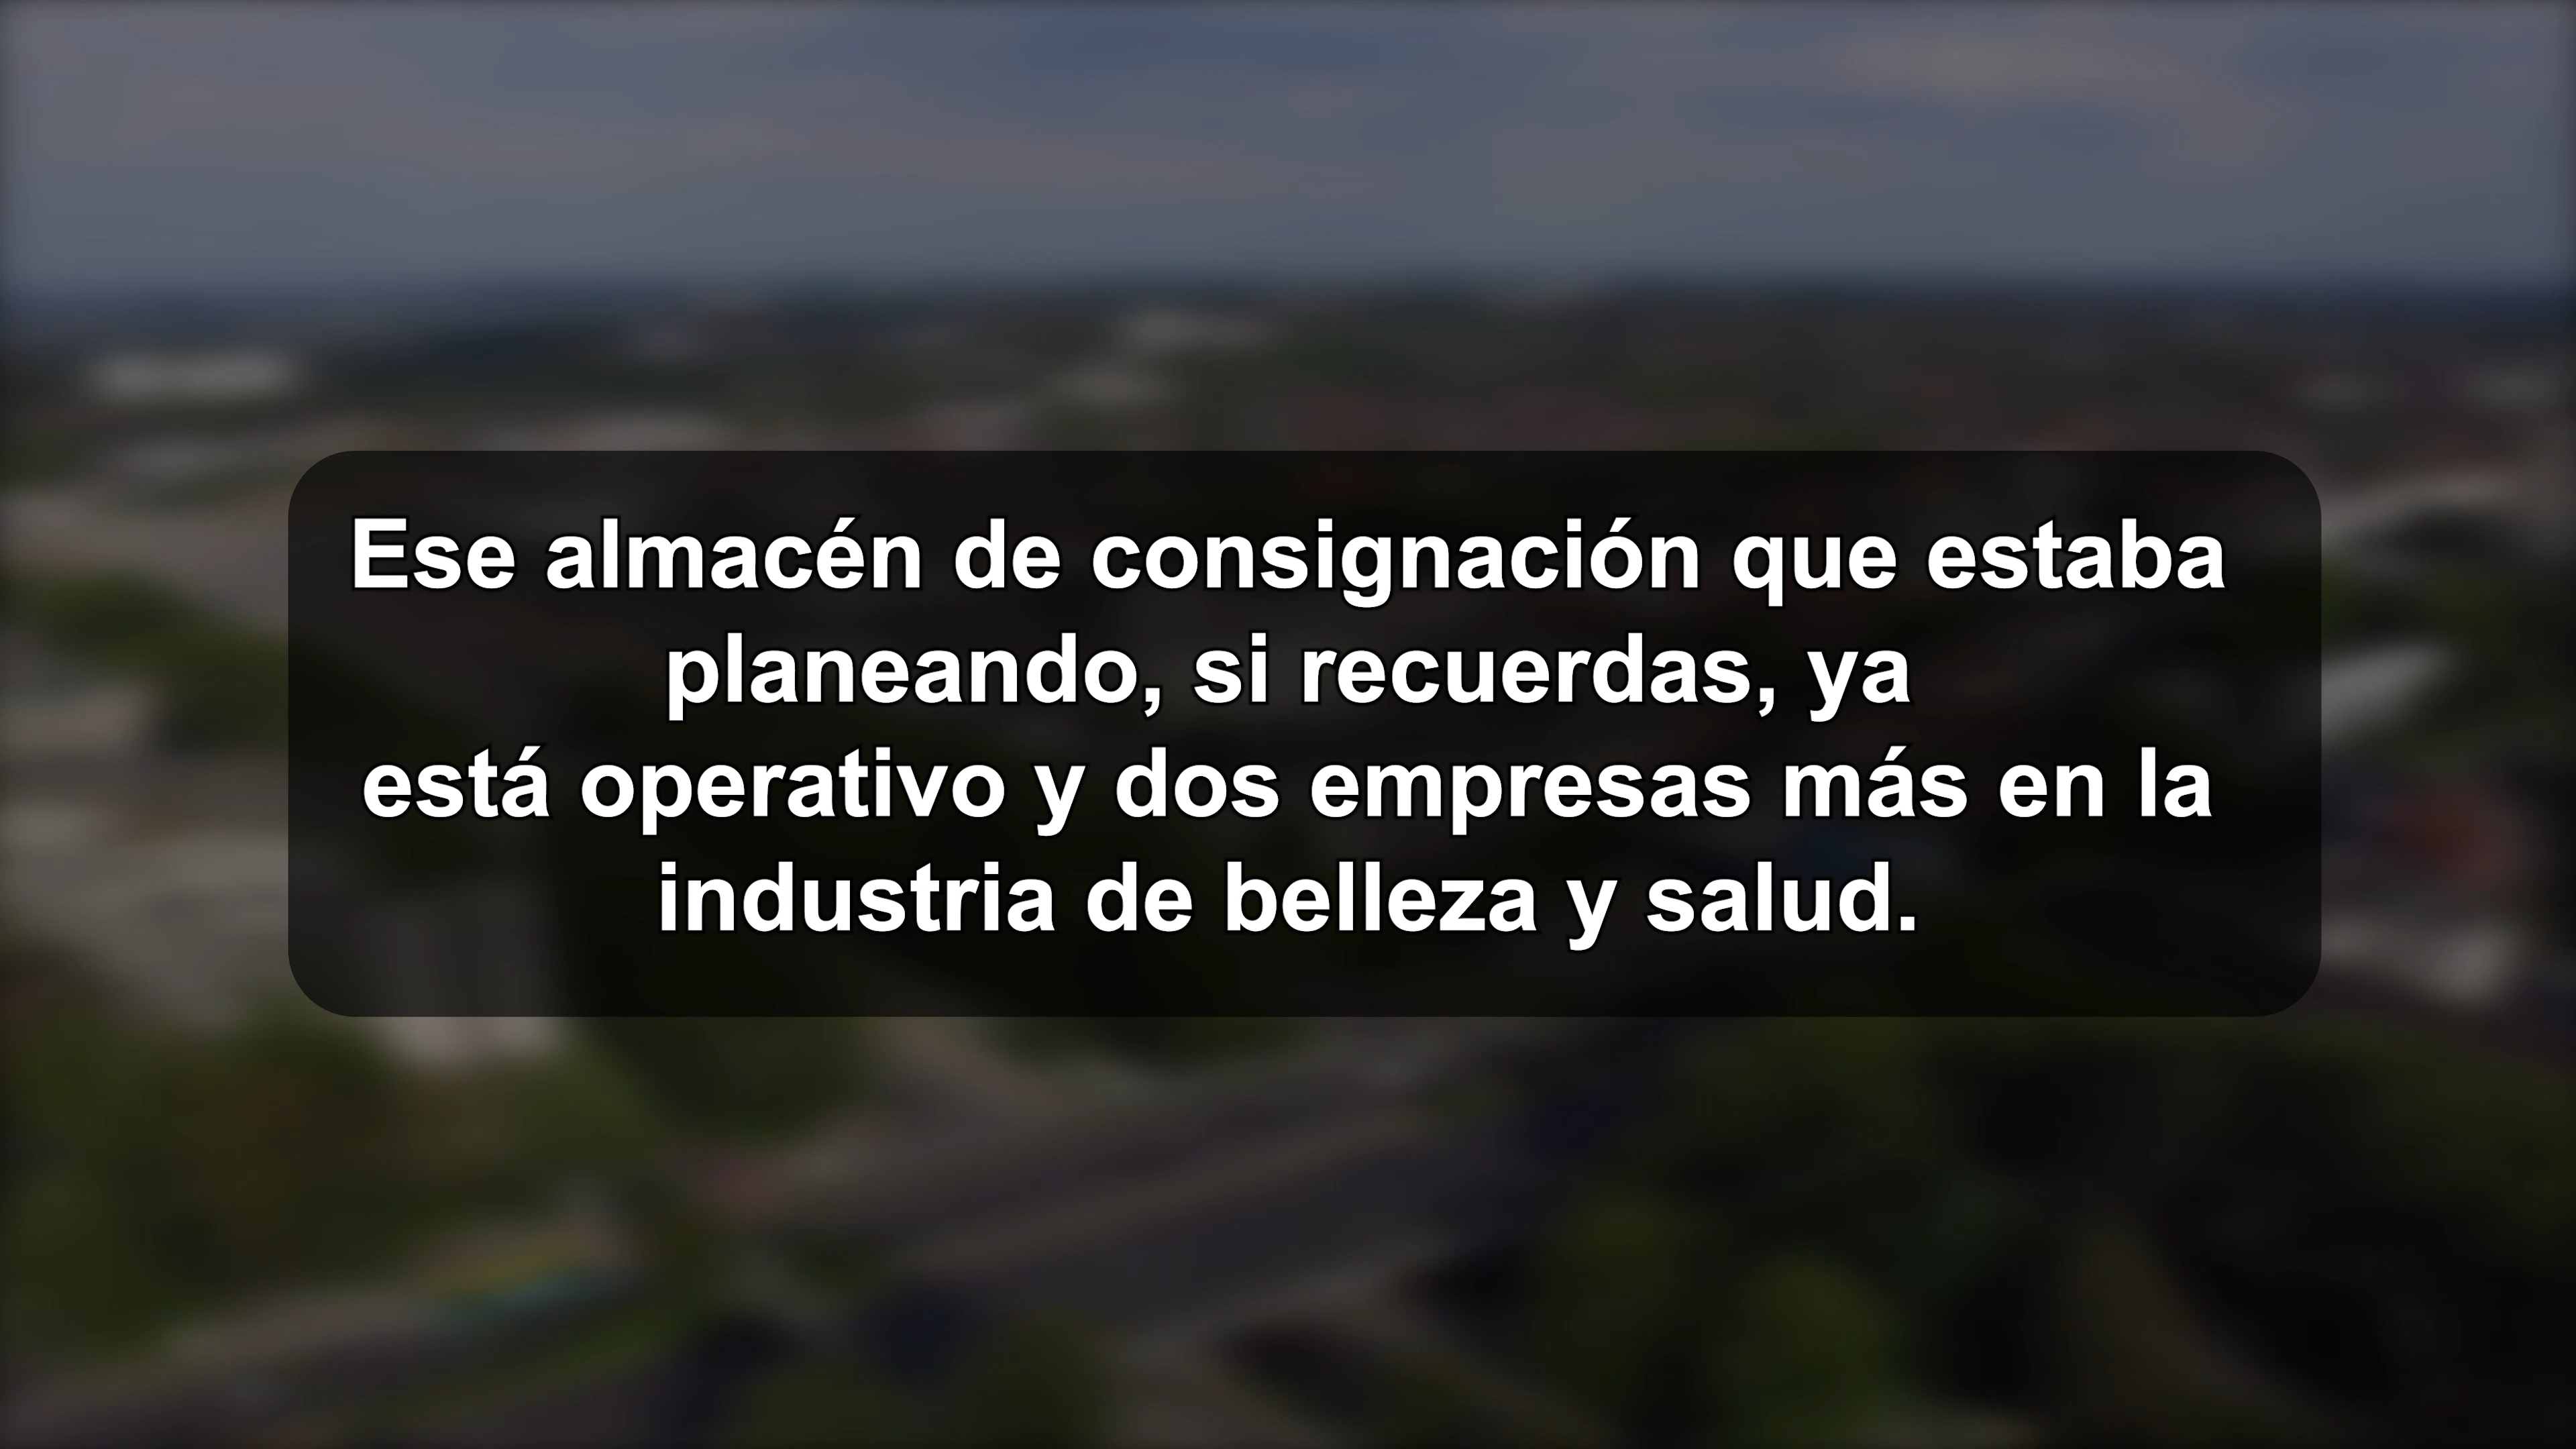 Ese almacén de consignación que estaba
planeando, si recuerdas, ya
está operativo y dos empresas más en la
industria de belleza y salud.